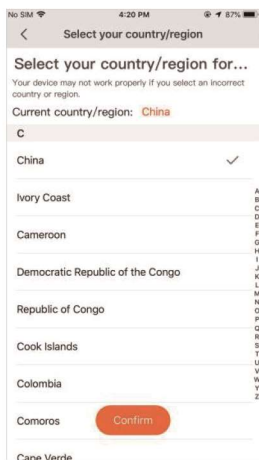 No SIM 4:20 PM 87%
Select your country/region
Select your country/region for...
Your device may not work properly if you select an incorrect
country or region.
Current country/region: China
C
China
Ivory Coast
Cameroon
Democratic Republic of the Congo
Republic of Congo
Cook Islands
Colombia
Comoros
Confirm
Cape Verde
A
B
C
D
E
F
G
H
I
J
K
L
M
N
O
P
Q
R
S
T
U
V
W
Y
Z